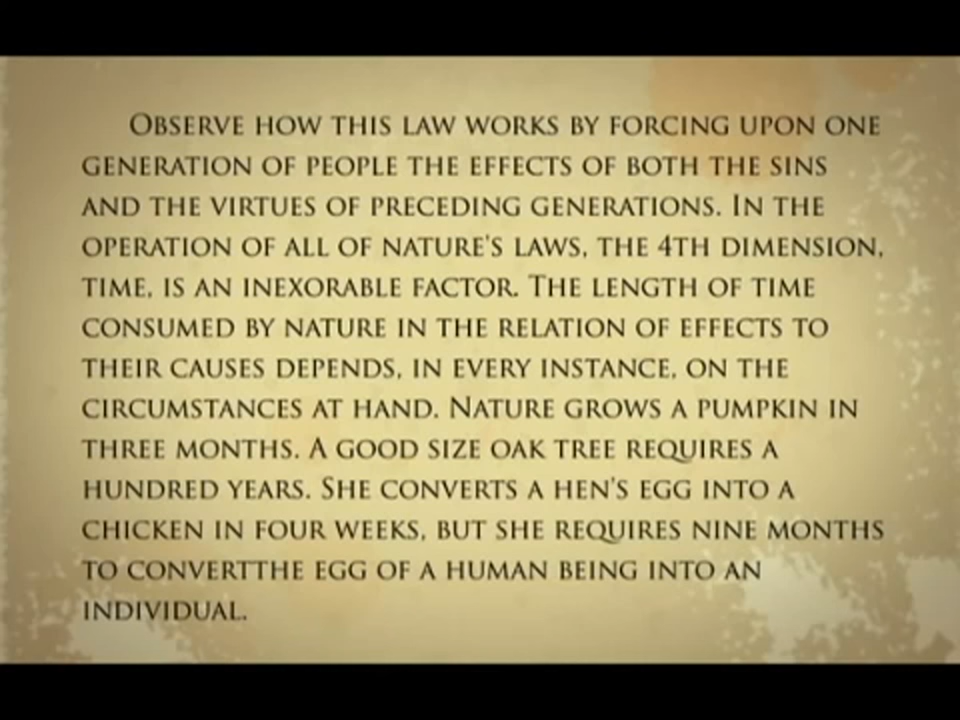 OBSERVE HOW THIS LAW WORKS BY FORCING UPON ONE
GENERATION OF PEOPLE THE EFFECTS OF BOTH THE SINS
AND THE VIRTUES OF PRECEDING GENERATIONS. IN THE
OPERATION OF ALL OF NATURE'S LAWS, THE 4TH DIMENSION,
TIME, IS AN INEXORABLE FACTOR. THE LENGTH OF TIME
CONSUMED BY NATURE IN THE RELATION OF EFFECTS TO
THEIR CAUSES DEPENDS, IN EVERY INSTANCE, ON THE
CIRCUMSTANCES AT HAND. NATURE GROWS A PUMPKIN IN
THREE MONTHS. A GOOD SIZE OAK TREE REQUIRES A
HUNDRED YEARS. SHE CONVERTS A HEN'S EGG INTO A
CHICKEN IN FOUR WEEKS, BUT SHE REQUIRES NINE MONTHS
TO CONVERTTHE EGG OF A HUMAN BEING INTO AN
INDIVIDUAL.